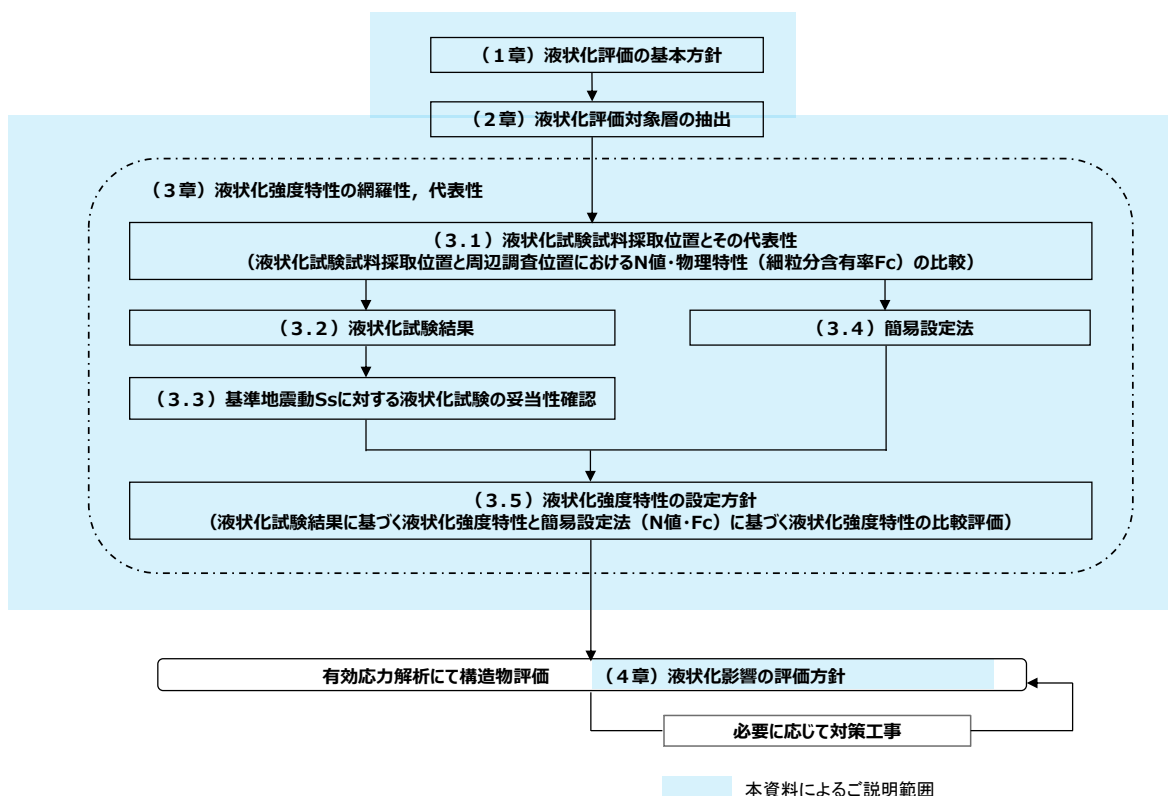 （1章）液状化評価の基本方針
（2章）液状化評価対象層の抽出
（3章）液状化強度特性の網羅性，代表性
（3.1）液状化試験試料採取位置とその代表性
（液状化試験試料採取位置と周辺調査位置におけるN値・物理特性（細粒分含有率Fc）の比較）
（3.2）液状化試験結果
（3.4）簡易設定法
（3.3）基準地震動Ssに対する液状化試験の妥当性確認
（3.5）液状化強度特性の設定方針
（液状化試験結果に基づく液状化強度特性と簡易設定法（N値・Fc）に基づく液状化強度特性の比較評価）
有効応力解析にて構造物評価 （4章）液状化影響の評価方針
必要に応じて対策工事
本資料によるご説明範囲